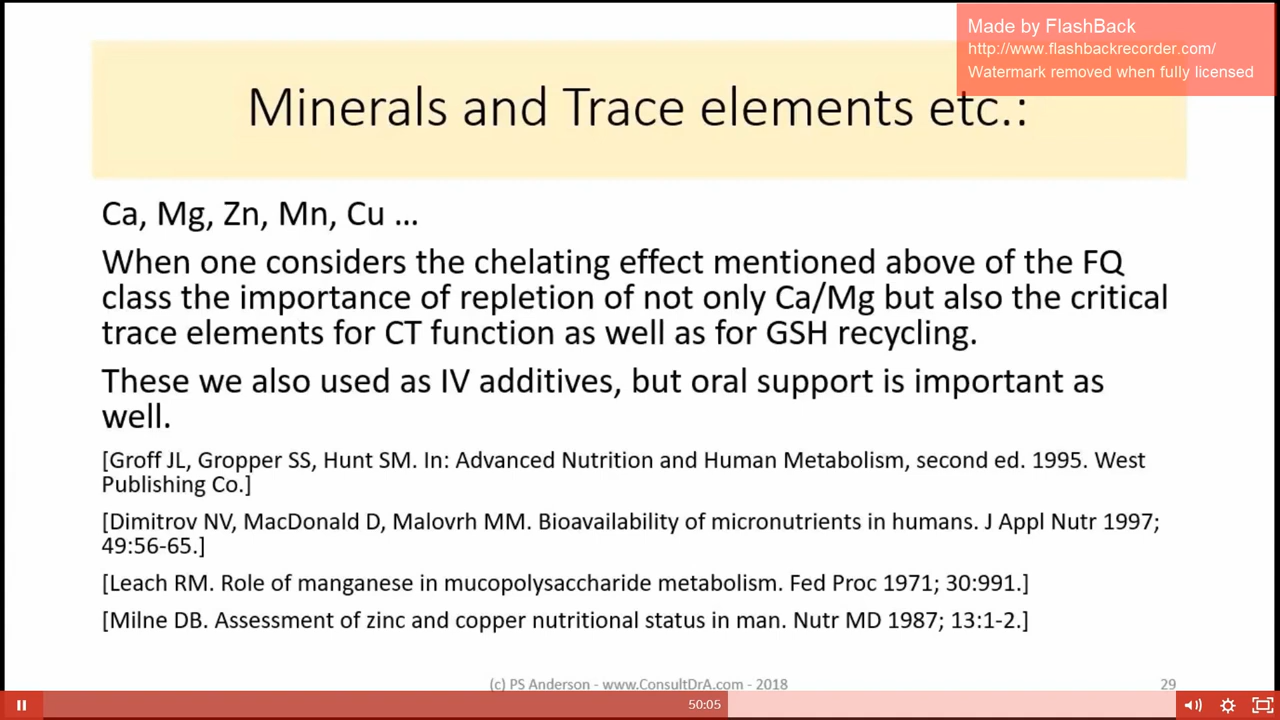 Made by FlashBack
http://www.flashbackrecorder.com/
Watermark removed when fully licensed
Minerals and Trace elements etc.:
Ca, Mg, Zn, Mn, Cu ...
When one considers the chelating effect mentioned above of the FQ
class the importance of repletion of not only Ca/Mg but also the critical
trace elements for CT function as well as for GSH recycling.
These we also used as IV additives, but oral support is important as
well.
[Groff JL, Gropper SS, Hunt SM. In: Advanced Nutrition and Human Metabolism, second ed. 1995. West
Publishing Co.]
[Dimitrov NV, MacDonald D, Malovrh MM. Bioavailability of micronutrients in humans. J Appl Nutr 1997;
49:56-65.]
[Leach RM. Role of manganese in mucopolysaccharide metabolism. Fed Proc 1971; 30:991.]
[Milne DB. Assessment of zinc and copper nutritional status in man. Nutr MD 1987; 13:1-2.]
(c) PS Anderson - www.ConsultDrA.com - 2018
29
50:05